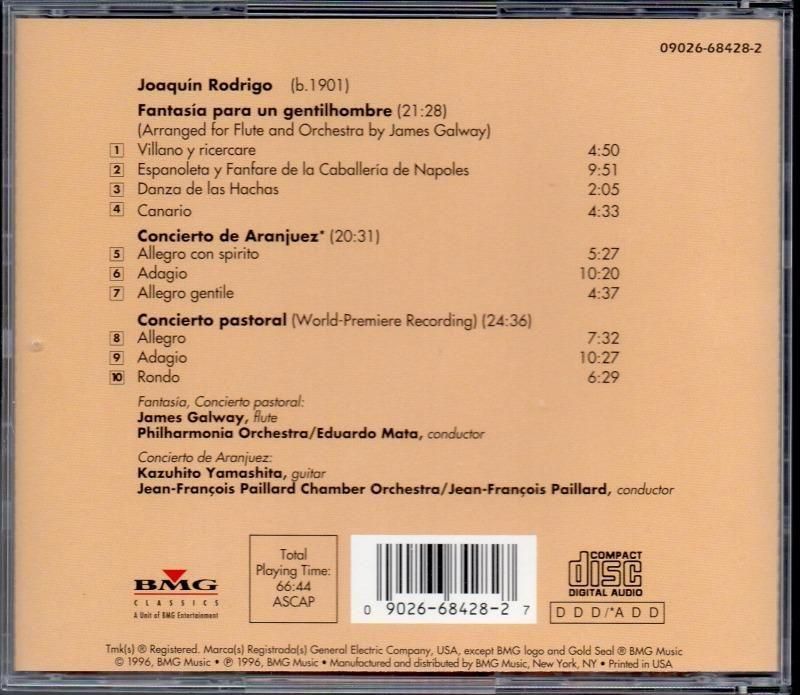 09026-68428-2
Joaquín Rodrigo (b.1901)
Fantasía para un gentilhombre (21:28)
(Arranged for Flute and Orchestra by James Galway)
1 Villano y ricercare 4:50
2 Espanoleta y Fanfare de la Caballería de Napoles 9:51
3 Danza de las Hachas 2:05
4 Canario 4:33
Concierto de Aranjuez* (20:31)
5 Allegro con spirito 5:27
6 Adagio 10:20
7 Allegro gentile 4:37
Concierto pastoral (World-Premiere Recording) (24:36)
8 Allegro 7:32
9 Adagio 10:27
10 Rondo 6:29
Fantasía, Concierto pastoral:
James Galway, flute
Philharmonia Orchestra/Eduardo Mata, conductor
Concierto de Aranjuez:
Kazuhito Yamashita, guitar
Jean-François Paillard Chamber Orchestra/Jean-François Paillard, conductor
BMG
CLASSICS
A Unit of BMG Entertainment
Total
Playing Time:
66:44
ASCAP
0 9026-68428-2 7
COMPACT
disc
DIGITAL AUDIO
DDD/*ADD
Tmk(s) ® Registered. Marca(s) Registrada(s) General Electric Company, USA, except BMG logo and Gold Seal ® BMG Music
© 1996, BMG Music • ℗ 1996, BMG Music • Manufactured and distributed by BMG Music, New York, NY • Printed in USA